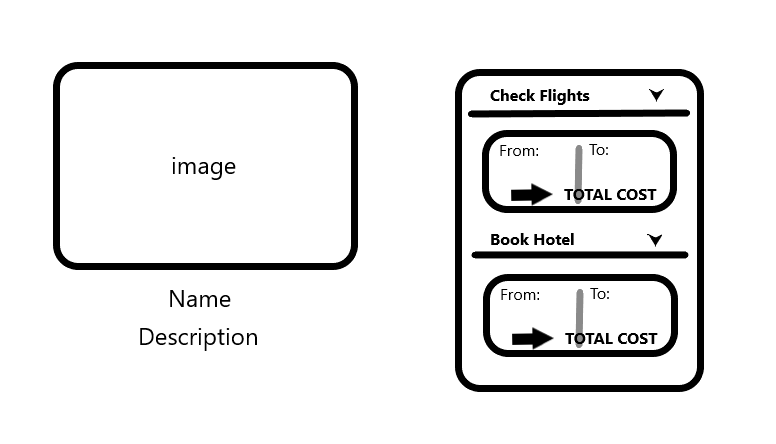 image
Name
Description
Check Flights
From: To:
TOTAL COST
Book Hotel
From: To:
TOTAL COST